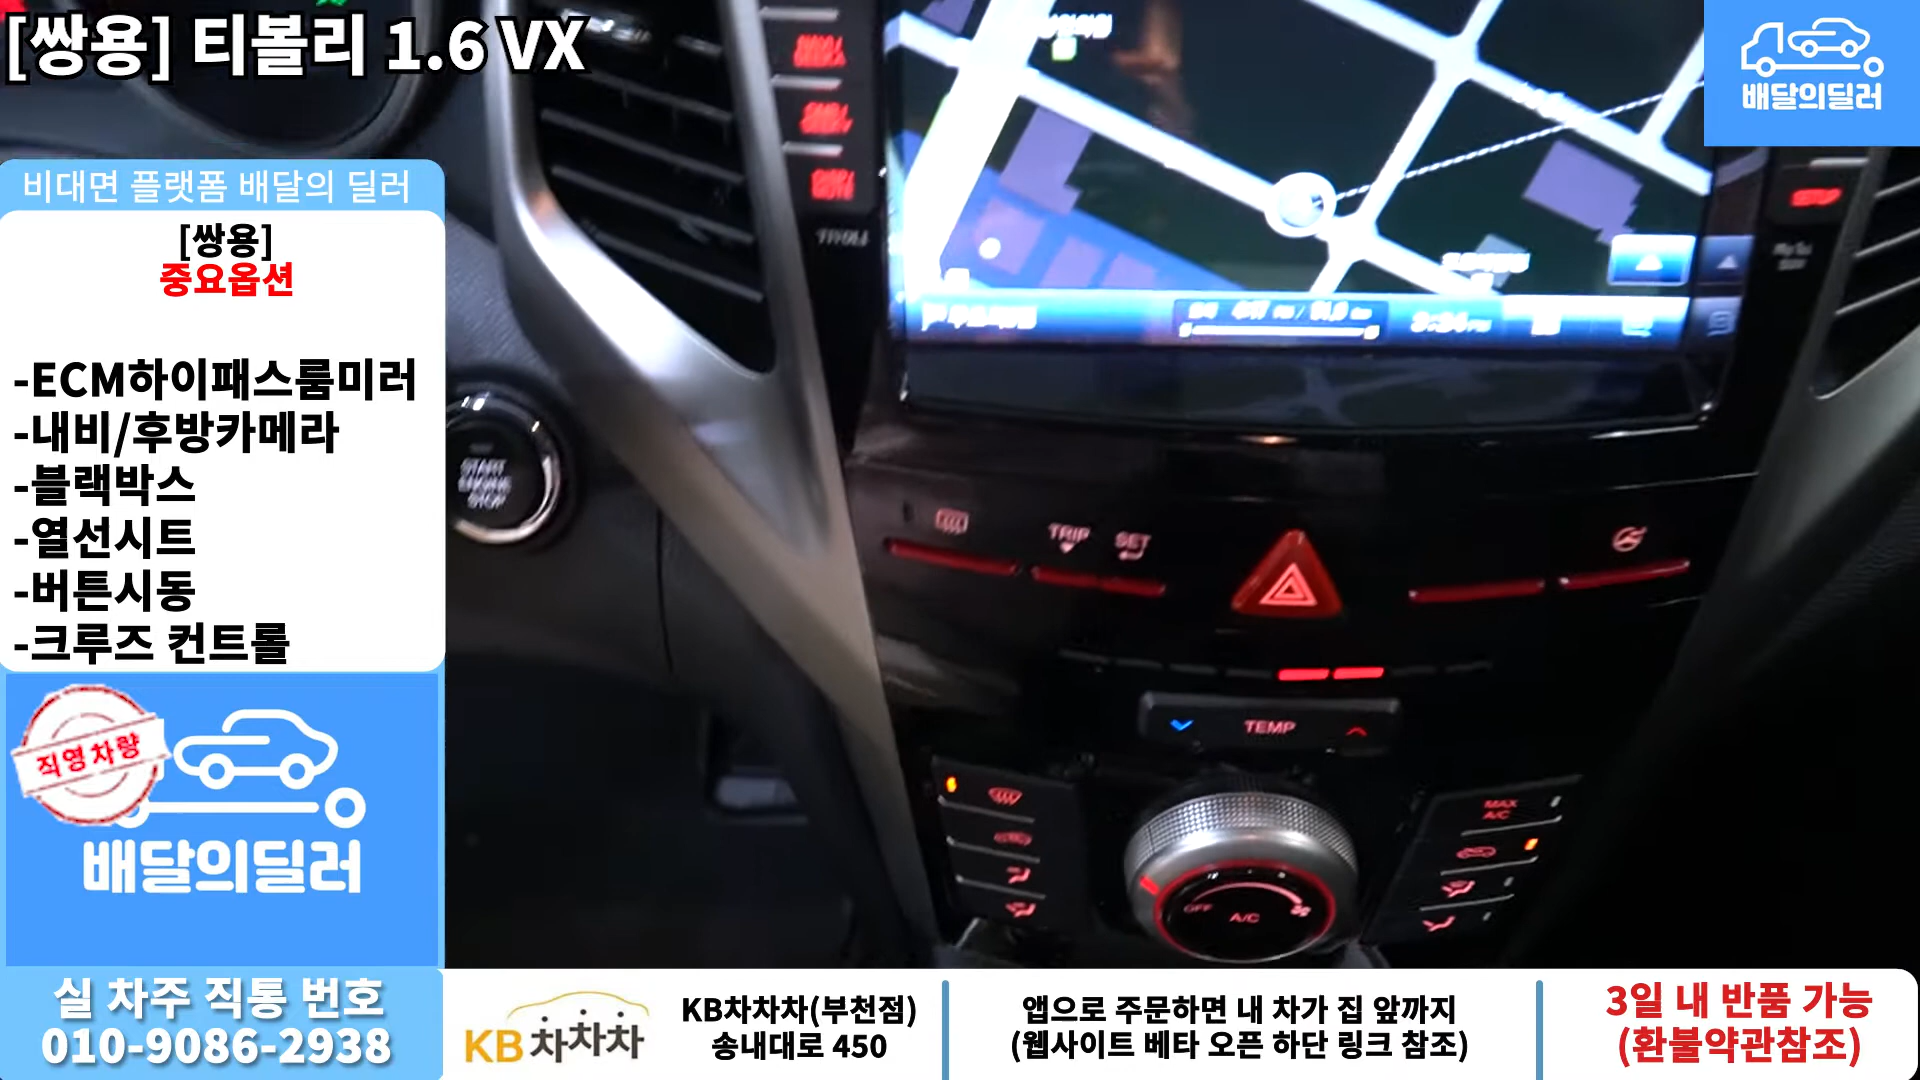 [쌍용] 티볼리 1.6 VX
배달의딜러
비대면 플랫폼 배달의 딜러
[쌍용]
중요옵션
-ECM하이패스룸미러
-내비/후방카메라
-블랙박스
-열선시트
-버튼시동
-크루즈 컨트롤
직영차량
배달의딜러
실 차주 직통 번호
010-9086-2938
TIVOLI
START
ENGINE
STOP
TRIP
SET
TEMP
MAX
A/C
OFF
A/C
KB차차차
KB차차차(부천점)
송내대로 450
앱으로 주문하면 내 차가 집 앞까지
(웹사이트 베타 오픈 하단 링크 참조)
3일 내 반품 가능
(환불약관참조)